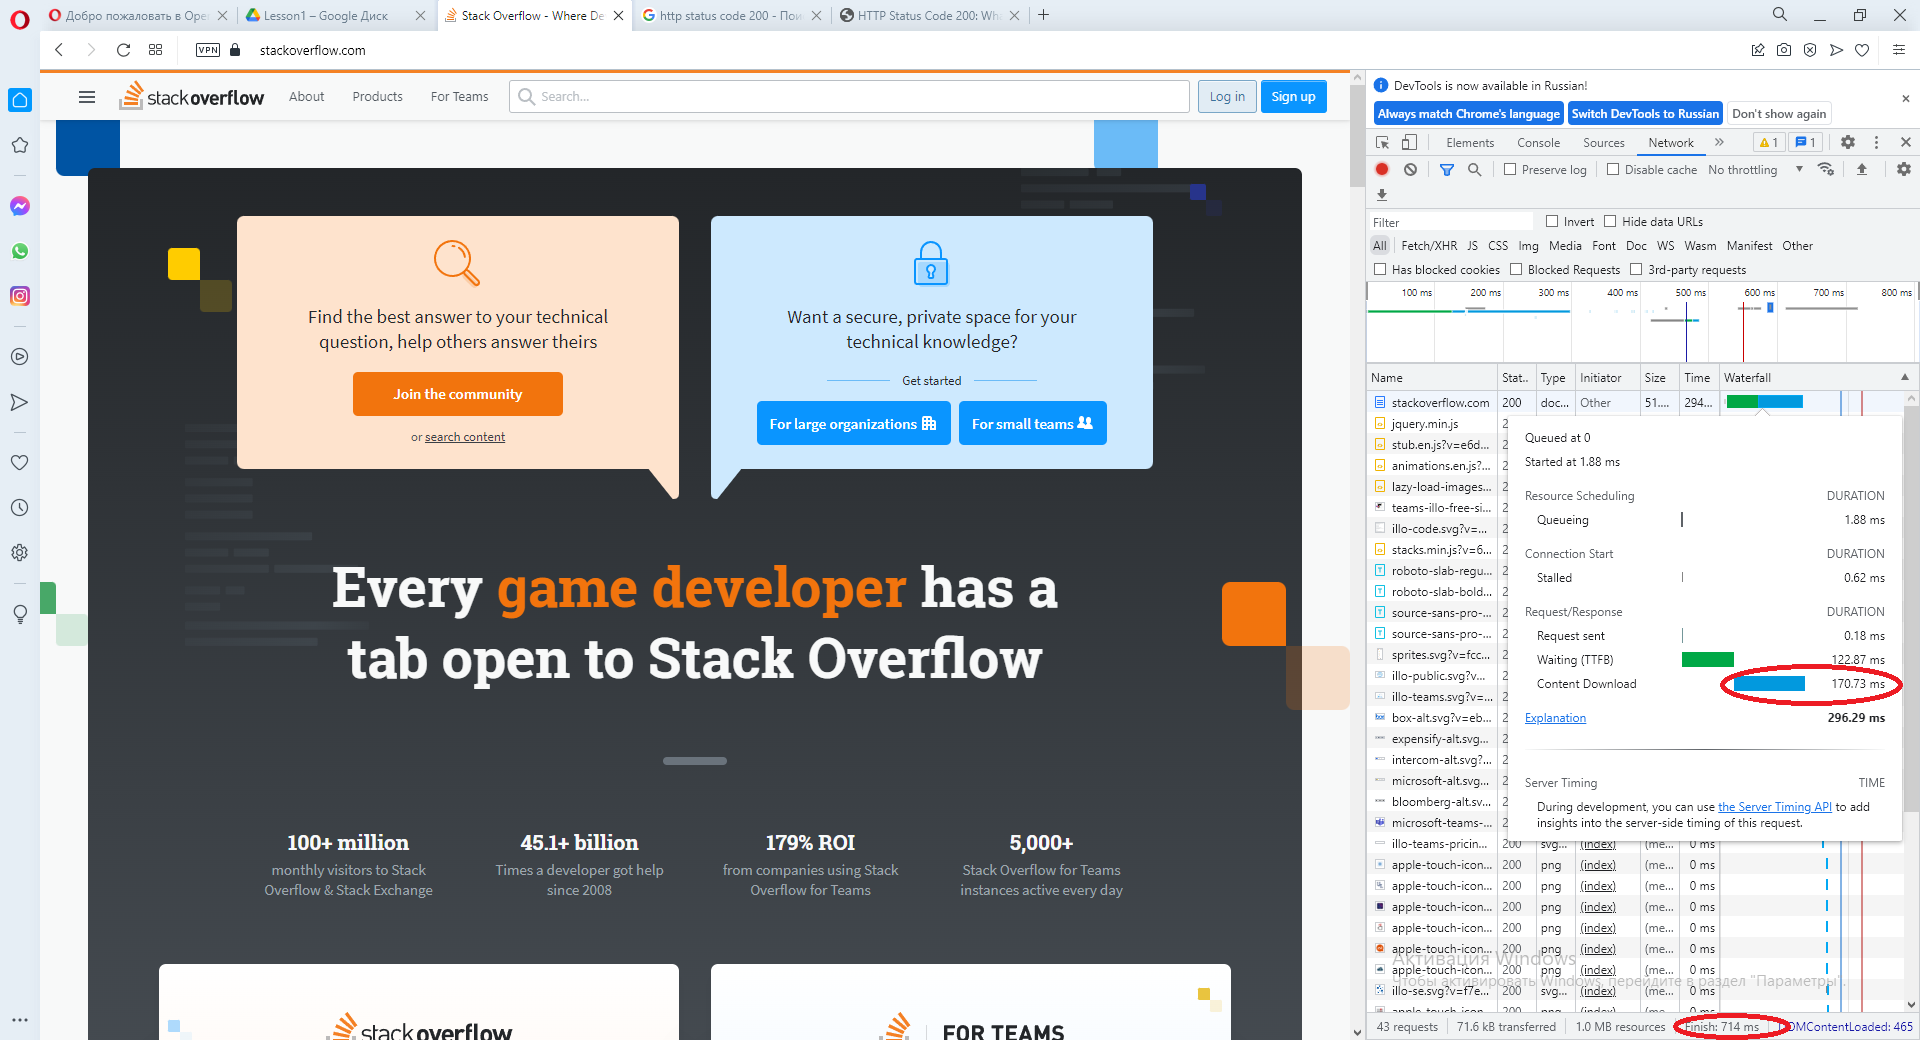 Добро пожаловать в Ope
Lesson1 – Google Диск
Stack Overflow - Where De
http status code 200 - Пои
HTTP Status Code 200: Wh
VPN
stackoverflow.com
stackoverflow
About
Products
For Teams
Search...
Log in
Sign up
Find the best answer to your technical
question, help others answer theirs
Join the community
or search content
Want a secure, private space for your
technical knowledge?
Get started
For large organizations
For small teams
Every game developer has a
tab open to Stack Overflow
100+ million
monthly visitors to Stack
Overflow & Stack Exchange
45.1+ billion
Times a developer got help
since 2008
179% ROI
from companies using Stack
Overflow for Teams
5,000+
Stack Overflow for Teams
instances active every day
stackoverflow
FOR TEAMS
DevTools is now available in Russian!
Always match Chrome's language
Switch DevTools to Russian
Don't show again
Elements
Console
Sources
Network
1
1
Preserve log
Disable cache
No throttling
Filter
Invert
Hide data URLs
All
Fetch/XHR JS CSS Img Media Font Doc WS Wasm Manifest Other
Has blocked cookies
Blocked Requests
3rd-party requests
100 ms 200 ms 300 ms 400 ms 500 ms 600 ms 700 ms 800 ms
Name Stat.. Type Initiator Size Time Waterfall
stackoverflow.com 200 doc... Other 51.... 294...
jquery.min.js 2
stub.en.js?v=e6d... 2
animations.en.js?... 2
lazy-load-images... 2
teams-illo-free-si... 2
illo-code.svg?v=... 2
stacks.min.js?v=6... 2
roboto-slab-regu... 2
roboto-slab-bold... 2
source-sans-pro-... 2
source-sans-pro-... 2
sprites.svg?v=fcc... 2
illo-public.svg?v... 2
illo-teams.svg?v=... 2
box-alt.svg?v=eb... 2
expensify-alt.svg... 2
intercom-alt.svg?... 2
microsoft-alt.svg... 2
bloomberg-alt.sv... 2
microsoft-teams-... 2
illo-teams-pricin... 200 svg... (index) (me... 0 ms
apple-touch-icon... 200 png (index) (me... 0 ms
apple-touch-icon... 200 png (index) (me... 0 ms
apple-touch-icon... 200 png (index) (me... 0 ms
apple-touch-icon... 200 png (index) (me... 0 ms
apple-touch-icon... 200 png (index) (me... 0 ms
apple-touch-icon... 200 png (index) (me... 0 ms
illo-se.svg?v=f7e... 200 svg... (index) (me... 0 ms
Queued at 0
Started at 1.88 ms
Resource Scheduling DURATION
Queueing 1.88 ms
Connection Start DURATION
Stalled 0.62 ms
Request/Response DURATION
Request sent 0.18 ms
Waiting (TTFB) 122.87 ms
Content Download 170.73 ms
Explanation 296.29 ms
Server Timing TIME
During development, you can use the Server Timing API to add
insights into the server-side timing of this request.
Активация Windows
Чтобы активировать Windows, перейдите в раздел "Параметры".
43 requests 71.6 kB transferred 1.0 MB resources Finish: 714 ms DOMContentLoaded: 465